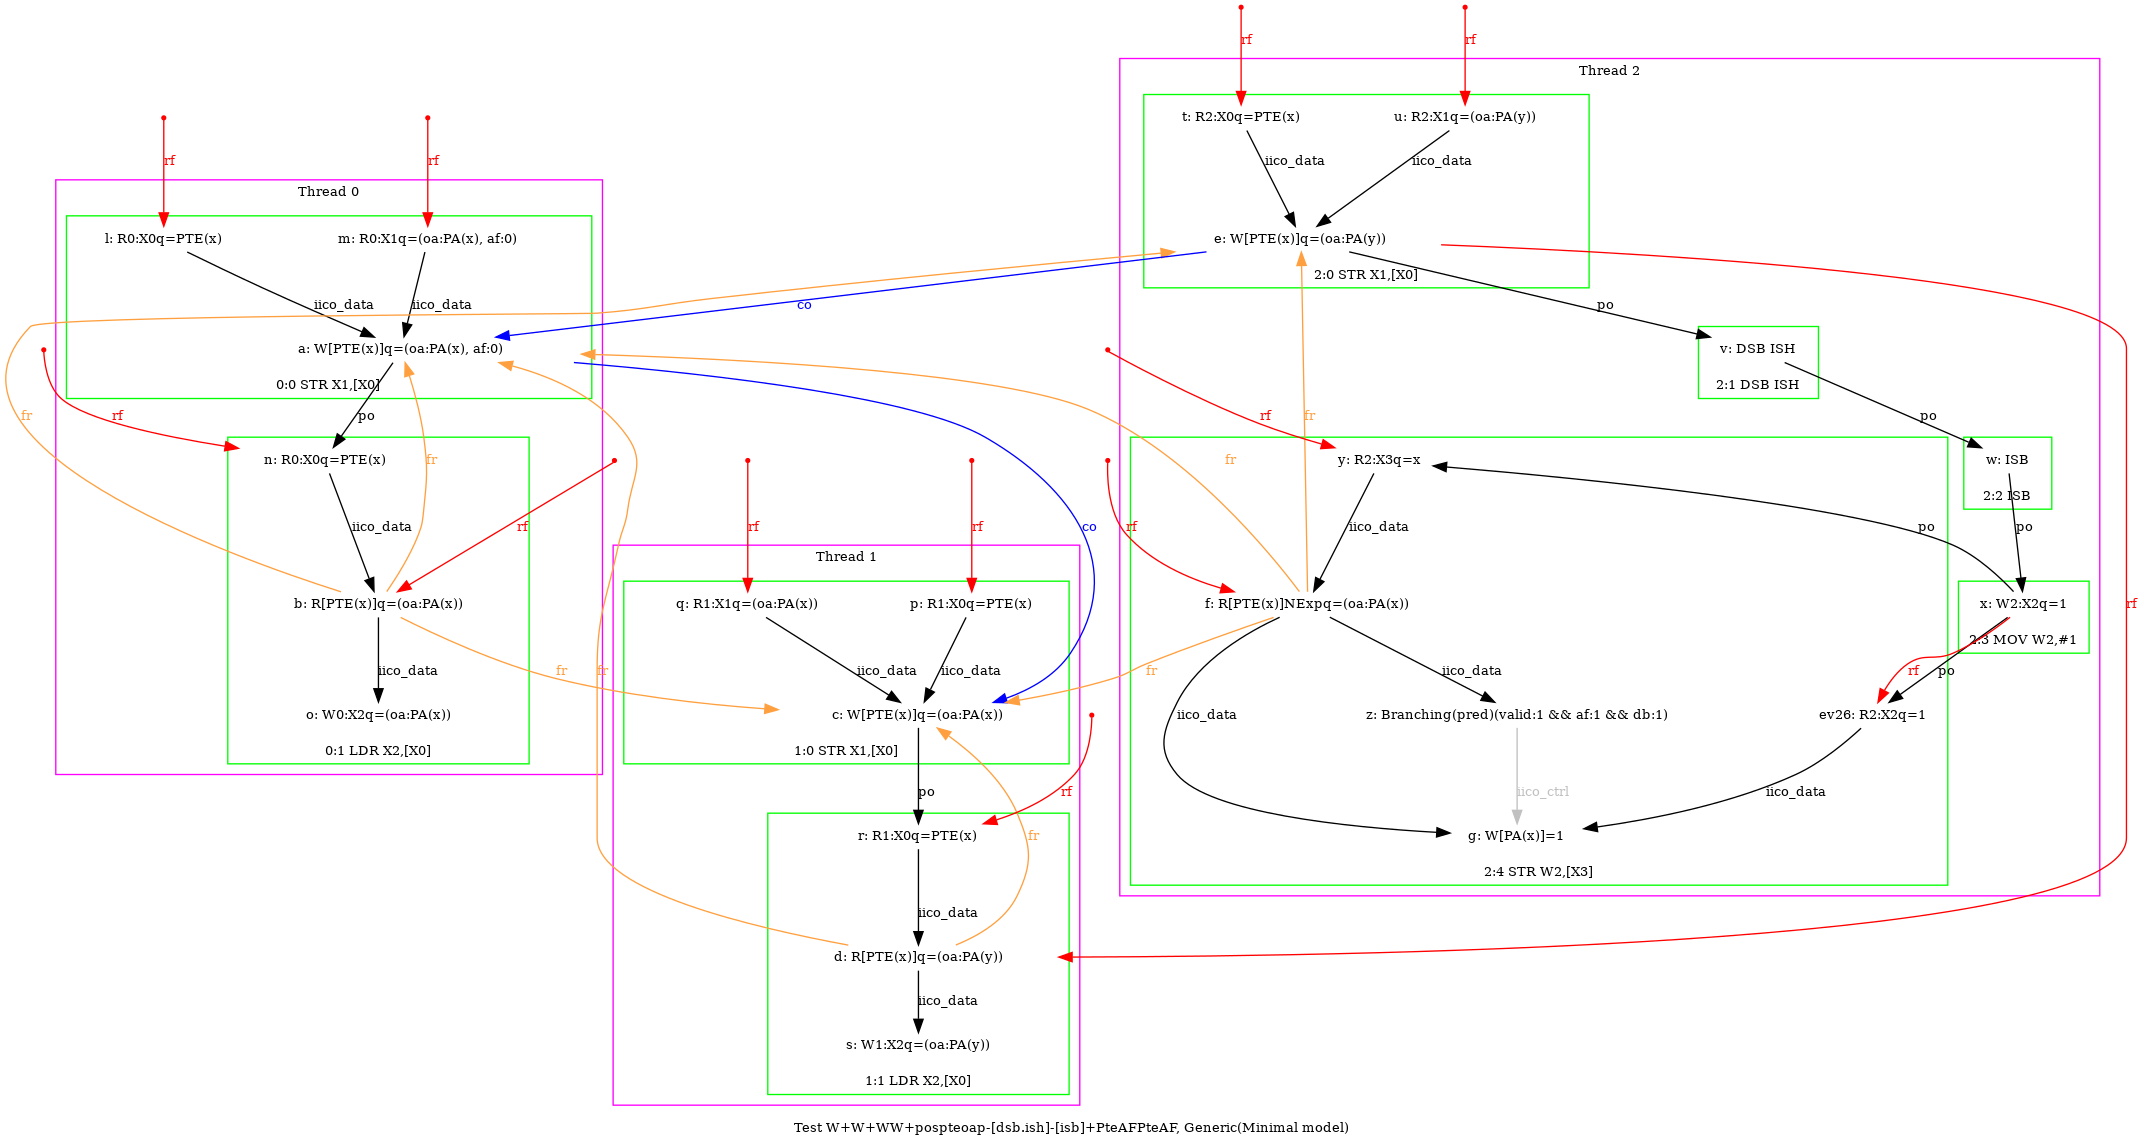 rf
rf
Thread 2
t: R2:X0q=PTE(x)
u: R2:X1q=(oa:PA(y))
iico_data
iico_data
e: W[PTE(x)]q=(oa:PA(y))
2:0 STR X1,[X0]
po
v: DSB ISH
2:1 DSB ISH
po
w: ISB
2:2 ISB
po
x: W2:X2q=1
2:3 MOV W2,#1
po
po
rf
rf
rf
fr
y: R2:X3q=x
iico_data
rf
f: R[PTE(x)]NExpq=(oa:PA(x))
iico_data
iico_data
z: Branching(pred)(valid:1 && af:1 && db:1)
ev26: R2:X2q=1
iico_ctrl
iico_data
g: W[PA(x)]=1
2:4 STR W2,[X3]
rf
rf
Thread 0
l: R0:X0q=PTE(x)
m: R0:X1q=(oa:PA(x), af:0)
iico_data
iico_data
co
a: W[PTE(x)]q=(oa:PA(x), af:0)
0:0 STR X1,[X0]
fr
rf
po
n: R0:X0q=PTE(x)
fr
fr
iico_data
rf
b: R[PTE(x)]q=(oa:PA(x))
iico_data
o: W0:X2q=(oa:PA(x))
0:1 LDR X2,[X0]
fr
fr
fr
co
rf
rf
Thread 1
q: R1:X1q=(oa:PA(x))
p: R1:X0q=PTE(x)
iico_data
iico_data
c: W[PTE(x)]q=(oa:PA(x))
1:0 STR X1,[X0]
po
rf
r: R1:X0q=PTE(x)
fr
iico_data
d: R[PTE(x)]q=(oa:PA(y))
iico_data
s: W1:X2q=(oa:PA(y))
1:1 LDR X2,[X0]
Test W+W+WW+pospteoap-[dsb.ish]-[isb]+PteAFPteAF, Generic(Minimal model)